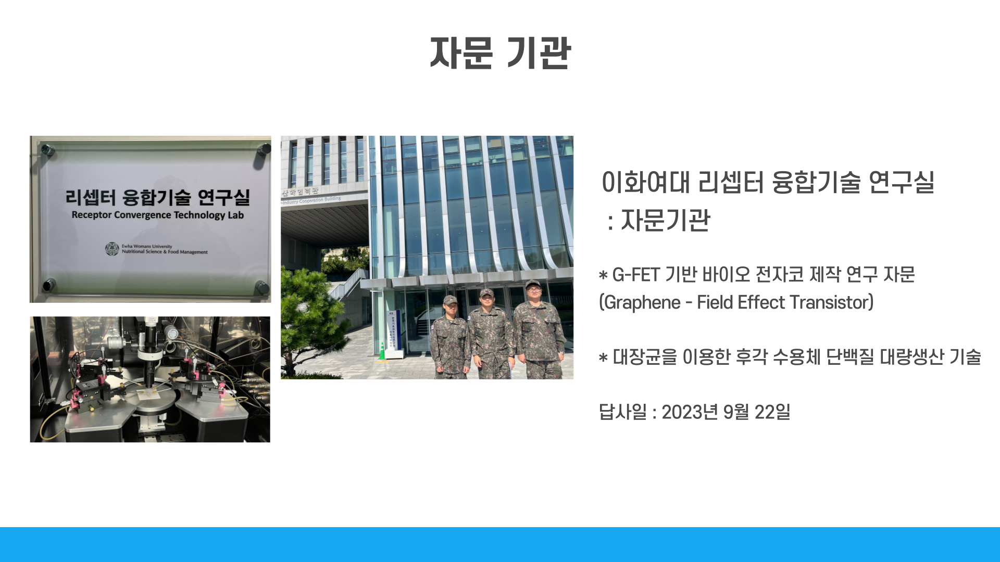 자문 기관
리셉터 융합기술 연구실
Receptor Convergence Technology Lab
Ewha Womans University
Nutritional Science & Food Management
산학협력관
Industry Cooperation Building
이화여대 리셉터 융합기술 연구실
: 자문기관
* G-FET 기반 바이오 전자코 제작 연구 자문
(Graphene - Field Effect Transistor)
* 대장균을 이용한 후각 수용체 단백질 대량생산 기술
답사일 : 2023년 9월 22일